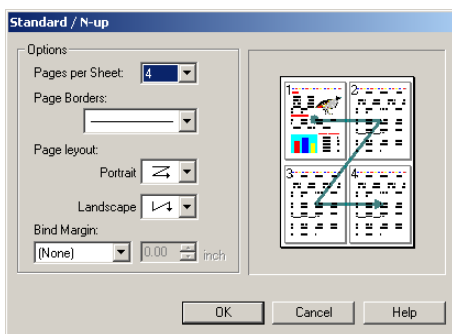 Standard / N-up
Options
Pages per Sheet: 4
Page Borders:
Page leyout:
Portrait
Landscape
Bind Margin:
(None) 0.00 inch
1 2
3 4
OK Cancel Help